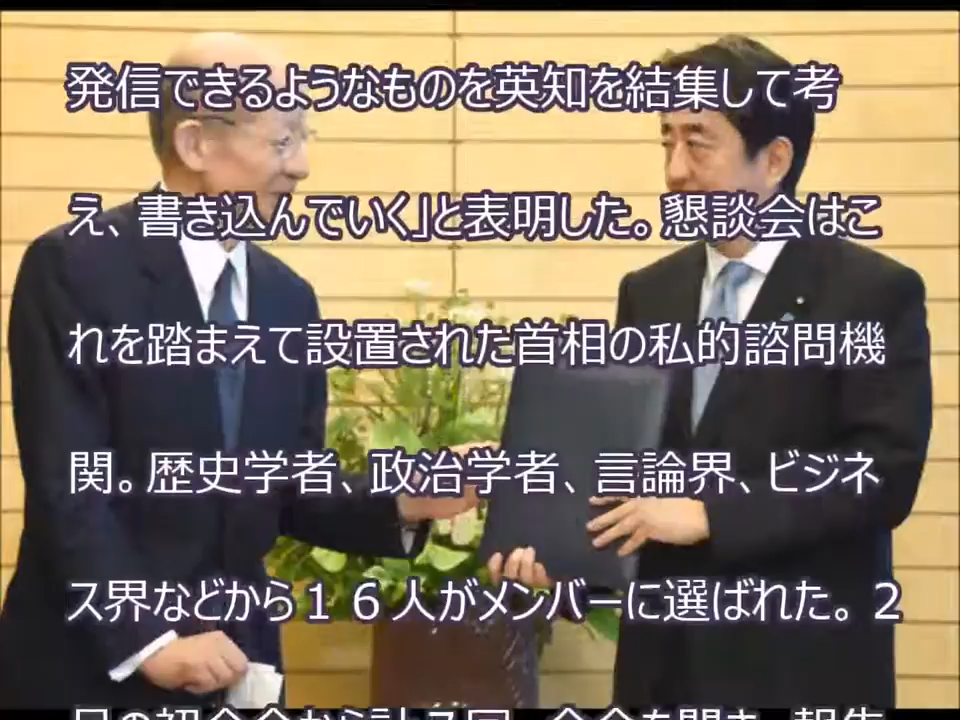 発信できるようなものを英知を結集して考
え、書き込んでいく」と表明した。懇談会はこ
れを踏まえて設置された首相の私的諮問機
関。歴史学者、政治学者、言論界、ビジネ
ス界などから１６人がメンバーに選ばれた。２